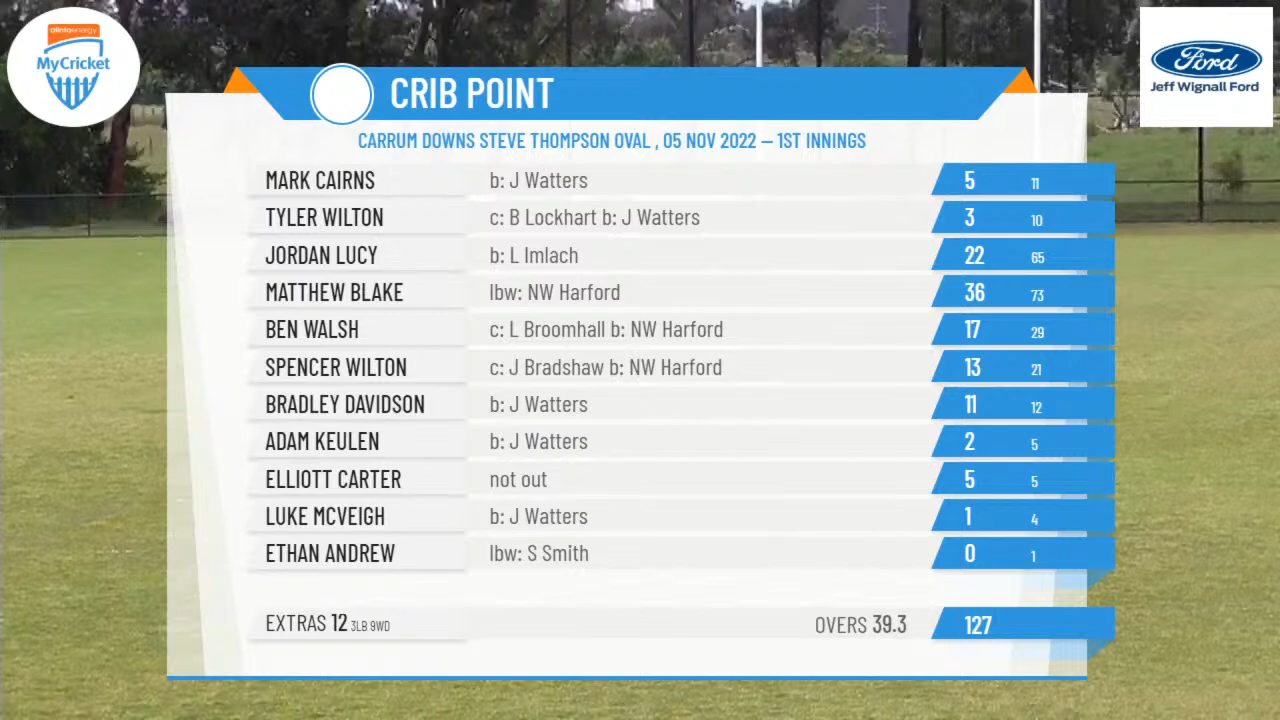 alintaenergy
MyCricket
Ford
Jeff Wignall Ford
CRIB POINT
CARRUM DOWNS STEVE THOMPSON OVAL , 05 NOV 2022 – 1ST INNINGS
MARK CAIRNS b: J Watters 5 11
TYLER WILTON c: B Lockhart b: J Watters 3 10
JORDAN LUCY b: L Imlach 22 65
MATTHEW BLAKE lbw: NW Harford 36 73
BEN WALSH c: L Broomhall b: NW Harford 17 29
SPENCER WILTON c: J Bradshaw b: NW Harford 13 21
BRADLEY DAVIDSON b: J Watters 11 12
ADAM KEULEN b: J Watters 2 5
ELLIOTT CARTER not out 5 5
LUKE MCVEIGH b: J Watters 1 4
ETHAN ANDREW lbw: S Smith 0 1
EXTRAS 12 3LB 9WD OVERS 39.3 127